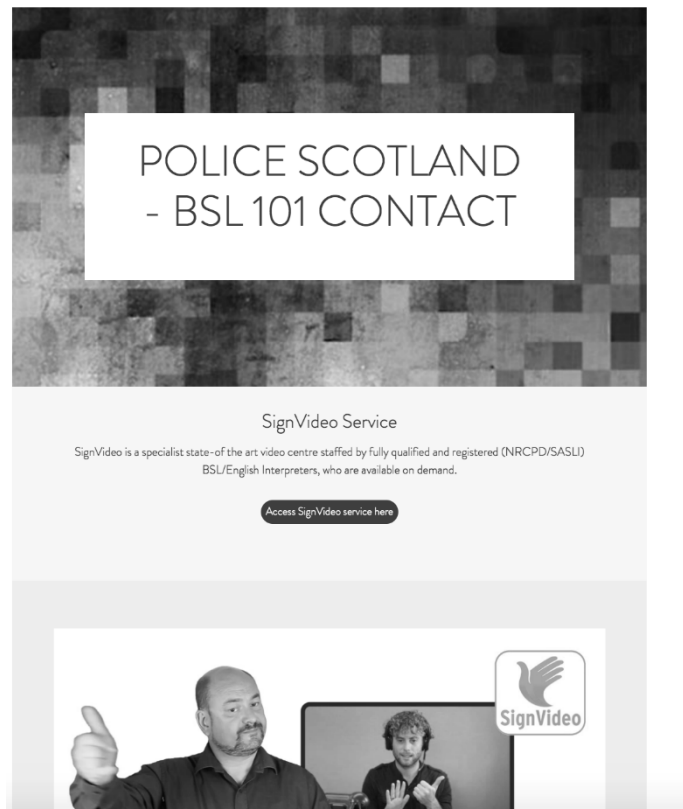 POLICE SCOTLAND
- BSL 101 CONTACT
SignVideo Service
SignVideo is a specialist state-of the art video centre staffed by fully qualified and registered (NRCPD/SASLI)
BSL/English Interpreters, who are available on demand.
Access SignVideo service here
SignVideo